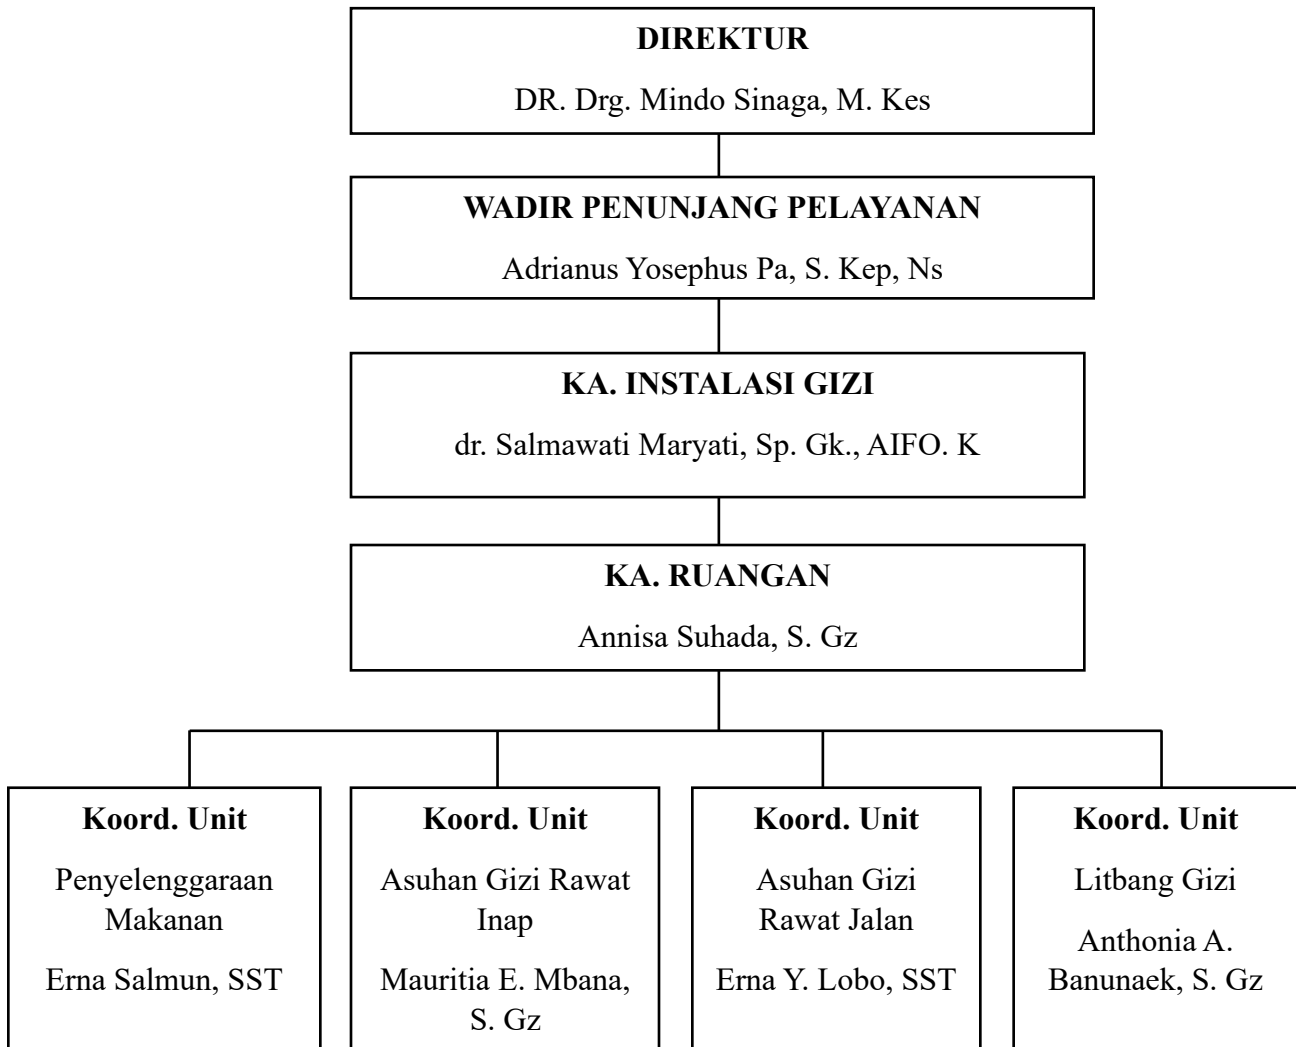 DIREKTUR
DR. Drg. Mindo Sinaga, M. Kes
WADIR PENUNJANG PELAYANAN
Adrianus Yosephus Pa, S. Kep, Ns
KA. INSTALASI GIZI
dr. Salmawati Maryati, Sp. Gk., AIFO. K
KA. RUANGAN
Annisa Suhada, S. Gz
Koord. Unit
Penyelenggaraan
Makanan
Erna Salmun, SST
Koord. Unit
Asuhan Gizi Rawat
Inap
Mauritia E. Mbana,
S. Gz
Koord. Unit
Asuhan Gizi
Rawat Jalan
Erna Y. Lobo, SST
Koord. Unit
Litbang Gizi
Anthonia A.
Banunaek, S. Gz